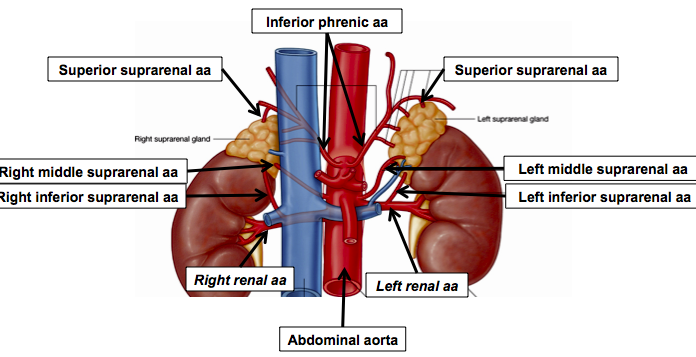 Inferior phrenic aa
Superior suprarenal aa
Superior suprarenal aa
Left suprarenal gland
Right suprarenal gland
Right middle suprarenal aa
Left middle suprarenal aa
Right inferior suprarenal aa
Left inferior suprarenal aa
Right renal aa
Left renal aa
Abdominal aorta